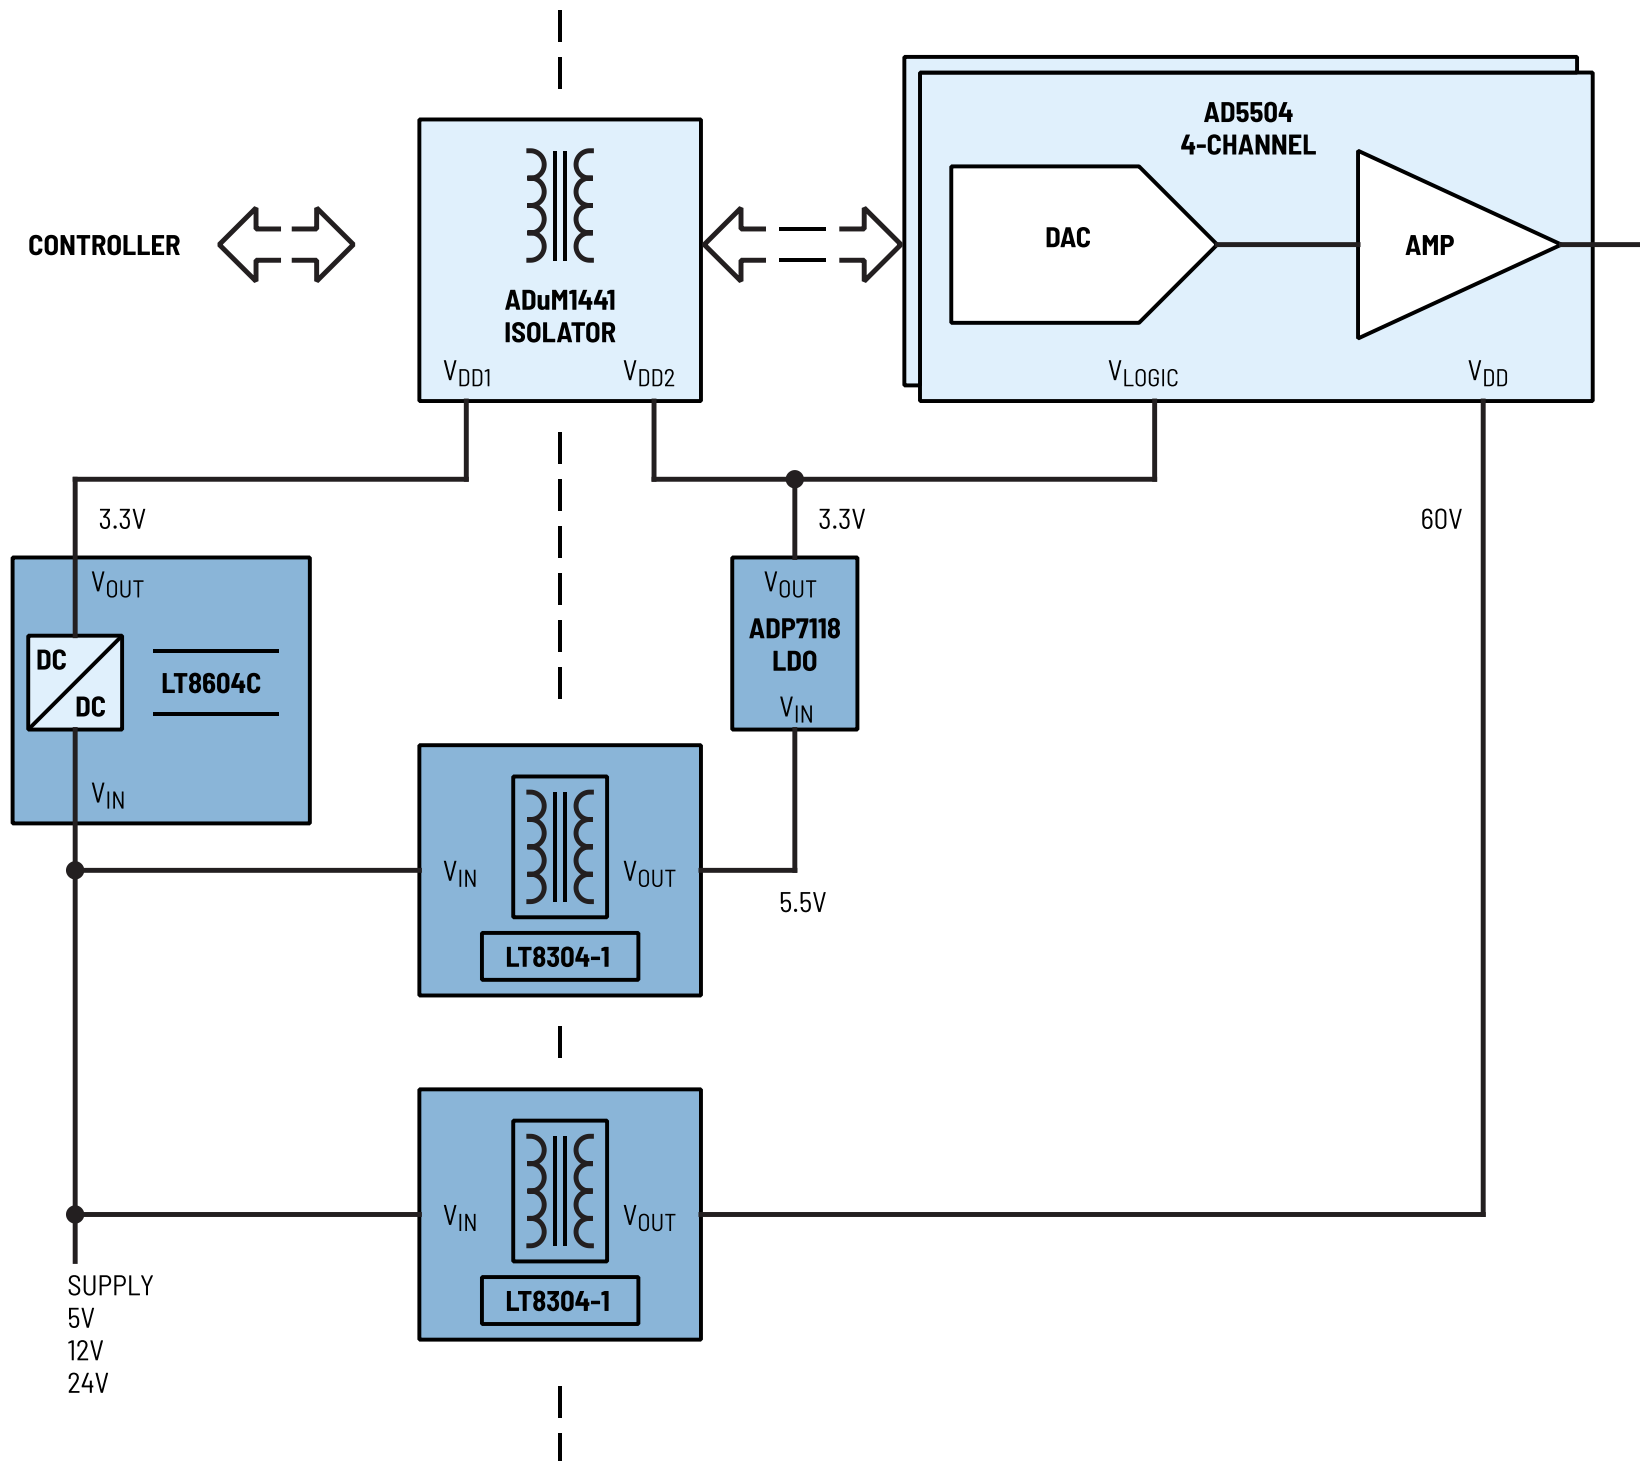 AD5504
4-CHANNEL
CONTROLLER
DAC
AMP
ADuM1441
ISOLATOR
VDD1
VDD2
VLOGIC
VDD
3.3V
3.3V
60V
VOUT
VOUT
ADP7118
LDO
DC
DC
LT8604C
VIN
VIN
VIN
VOUT
5.5V
LT8304-1
VIN
VOUT
LT8304-1
SUPPLY
5V
12V
24V